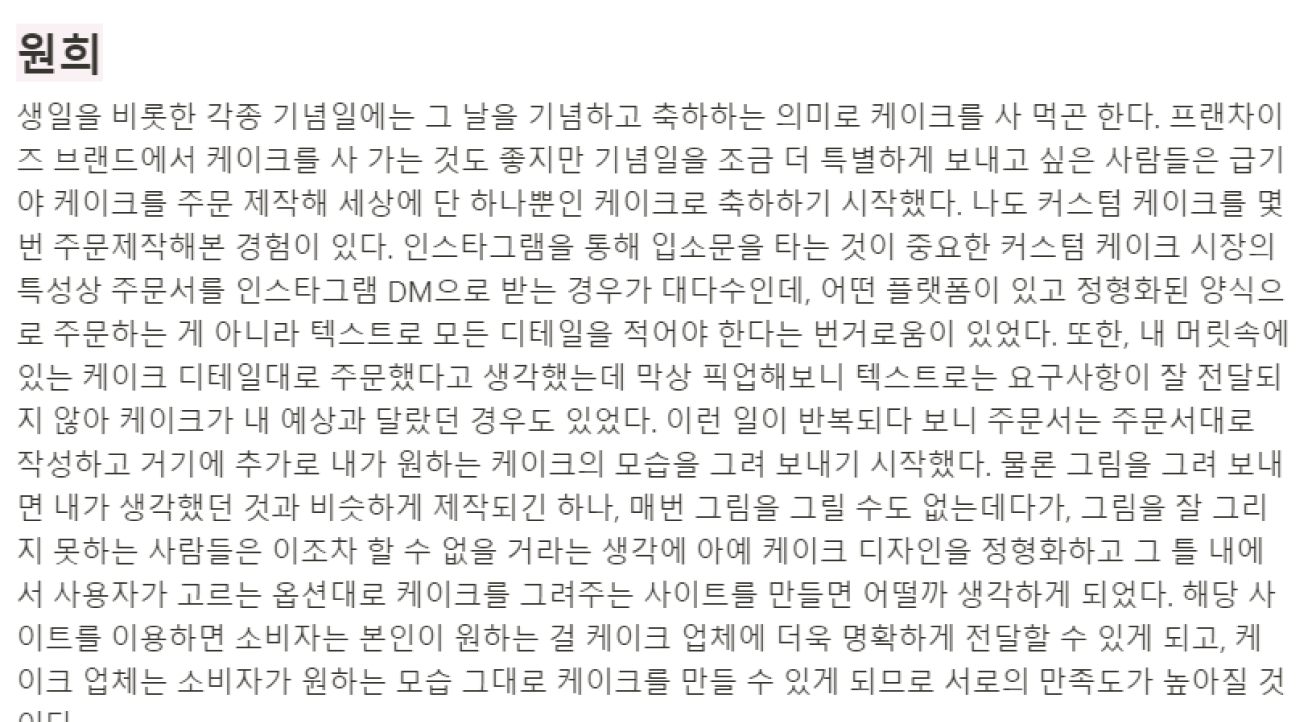 원희
생일을 비롯한 각종 기념일에는 그 날을 기념하고 축하하는 의미로 케이크를 사 먹곤 한다. 프랜차이
즈 브랜드에서 케이크를 사 가는 것도 좋지만 기념일을 조금 더 특별하게 보내고 싶은 사람들은 급기
야 케이크를 주문 제작해 세상에 단 하나뿐인 케이크로 축하하기 시작했다. 나도 커스텀 케이크를 몇
번 주문제작해본 경험이 있다. 인스타그램을 통해 입소문을 타는 것이 중요한 커스텀 케이크 시장의
특성상 주문서를 인스타그램 DM으로 받는 경우가 대다수인데, 어떤 플랫폼이 있고 정형화된 양식으
로 주문하는 게 아니라 텍스트로 모든 디테일을 적어야 한다는 번거로움이 있었다. 또한, 내 머릿속에
있는 케이크 디테일대로 주문했다고 생각했는데 막상 픽업해보니 텍스트로는 요구사항이 잘 전달되
지 않아 케이크가 내 예상과 달랐던 경우도 있었다. 이런 일이 반복되다 보니 주문서는 주문서대로
작성하고 거기에 추가로 내가 원하는 케이크의 모습을 그려 보내기 시작했다. 물론 그림을 그려 보내
면 내가 생각했던 것과 비슷하게 제작되긴 하나, 매번 그림을 그릴 수도 없는데다가, 그림을 잘 그리
지 못하는 사람들은 이조차 할 수 없을 거라는 생각에 아예 케이크 디자인을 정형화하고 그 틀 내에
서 사용자가 고르는 옵션대로 케이크를 그려주는 사이트를 만들면 어떨까 생각하게 되었다. 해당 사
이트를 이용하면 소비자는 본인이 원하는 걸 케이크 업체에 더욱 명확하게 전달할 수 있게 되고, 케
이크 업체는 소비자가 원하는 모습 그대로 케이크를 만들 수 있게 되므로 서로의 만족도가 높아질 것